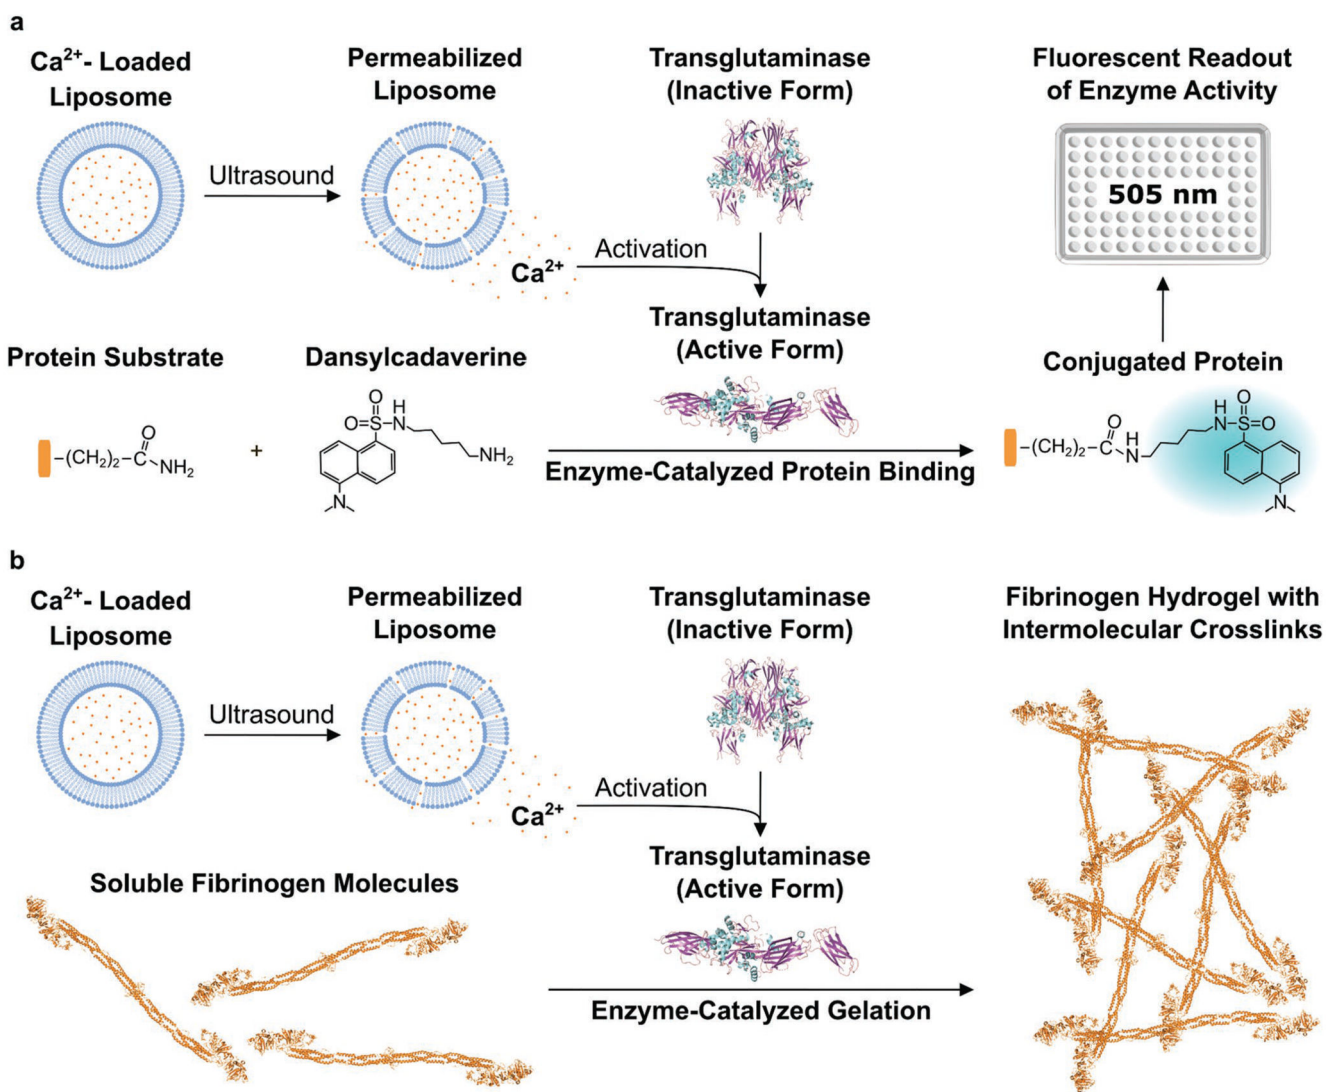 a
Ca²⁺- Loaded
Liposome
Permeabilized
Liposome
Transglutaminase
(Inactive Form)
Fluorescent Readout
of Enzyme Activity
Ultrasound
505 nm
Activation
Ca²⁺
Transglutaminase
(Active Form)
Protein Substrate
Dansylcadaverine
Conjugated Protein
-(CH₂)₂-C
O
NH₂
+
O
O=S-N
H
NH₂
N
Enzyme-Catalyzed Protein Binding
-(CH₂)₂-C
O
N
H
H
N-S=O
O
N
b
Ca²⁺- Loaded
Liposome
Permeabilized
Liposome
Transglutaminase
(Inactive Form)
Fibrinogen Hydrogel with
Intermolecular Crosslinks
Ultrasound
Activation
Ca²⁺
Transglutaminase
(Active Form)
Soluble Fibrinogen Molecules
Enzyme-Catalyzed Gelation